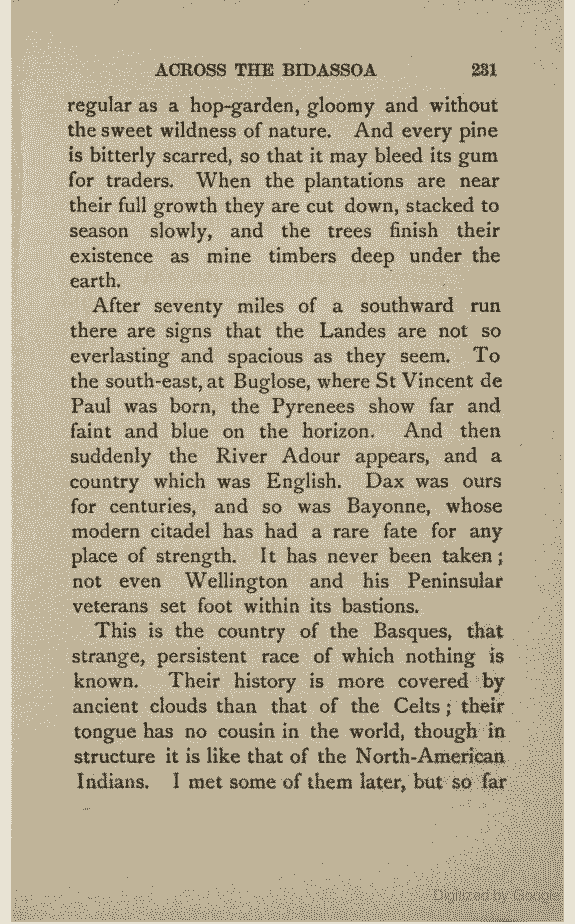 ACROSS THE BIDASSOA 231
regular as a hop-garden, gloomy and without
the sweet wildness of nature. And every pine
is bitterly scarred, so that it may bleed its gum
for traders. When the plantations are near
their full growth they are cut down, stacked to
season slowly, and the trees finish their
existence as mine timbers deep under the
earth.
After seventy miles of a southward run
there are signs that the Landes are not so
everlasting and spacious as they seem. To
the south-east, at Buglose, where St Vincent de
Paul was born, the Pyrenees show far and
faint and blue on the horizon. And then
suddenly the River Adour appears, and a
country which was English. Dax was ours
for centuries, and so was Bayonne, whose
modern citadel has had a rare fate for any
place of strength. It has never been taken;
not even Wellington and his Peninsular
veterans set foot within its bastions.
This is the country of the Basques, that
strange, persistent race of which nothing is
known. Their history is more covered by
ancient clouds than that of the Celts; their
tongue has no cousin in the world, though in
structure it is like that of the North-American
Indians. I met some of them later, but so far
Digitized by Google